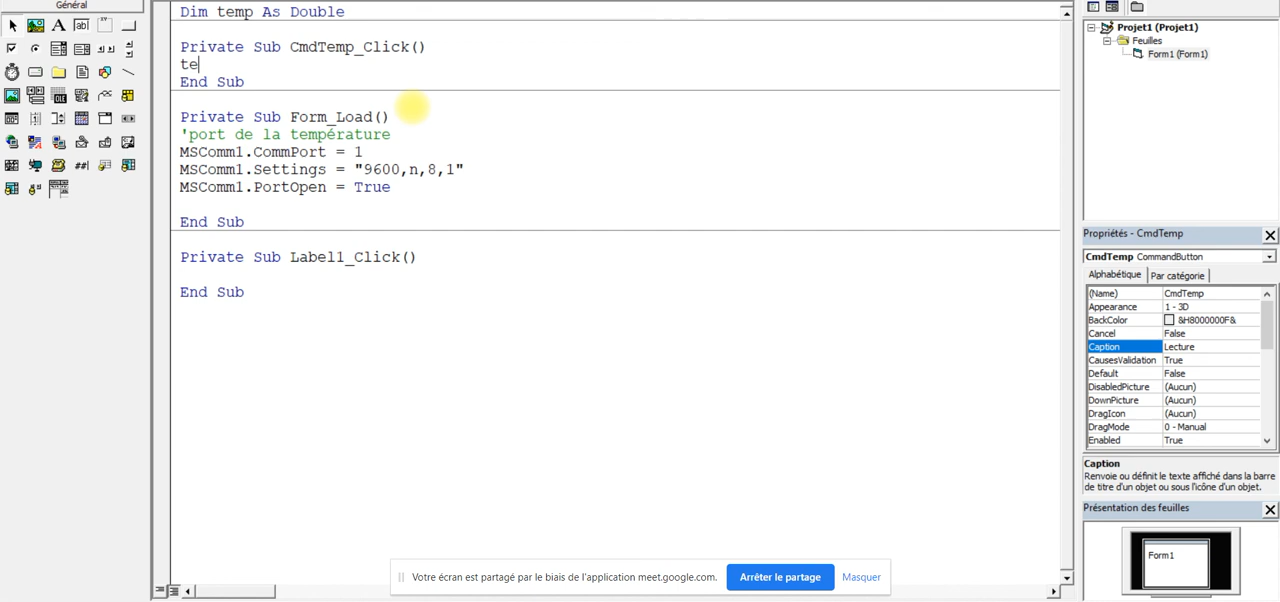 Général
Dim temp As Double
Private Sub CmdTemp_Click()
te
End Sub
Private Sub Form_Load()
'port de la température
MSComm1.CommPort = 1
MSComm1.Settings = "9600,n,8,1"
MSComm1.PortOpen = True
End Sub
Private Sub Label1_Click()
End Sub
Projet1 (Projet1)
Feuilles
Form1 (Form1)
Propriétés - CmdTemp
CmdTemp CommandButton
Alphabétique Par catégorie
(Name) CmdTemp
Appearance 1 - 3D
BackColor &H8000000F&
Cancel False
Caption Lecture
CausesValidation True
Default False
DisabledPicture (Aucun)
DownPicture (Aucun)
DragIcon (Aucun)
DragMode 0 - Manual
Enabled True
Caption
Renvoie ou définit le texte affiché dans la barre
de titre d'un objet ou sous l'icône d'un objet.
Présentation des feuilles
Form1
Votre écran est partagé par le biais de l'application meet.google.com.
Arrêter le partage
Masquer